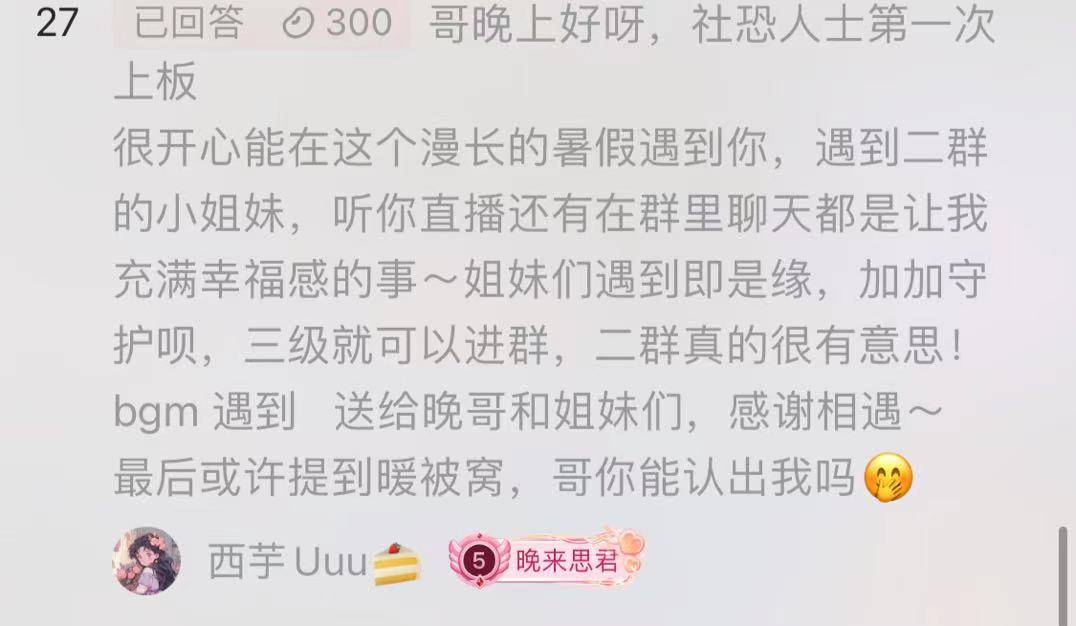 27 已回答 300 哥晚上好呀，社恐人士第一次
上板
很开心能在这个漫长的暑假遇到你，遇到二群
的小姐妹，听你直播还有在群里聊天都是让我
充满幸福感的事～姐妹们遇到即是缘，加加守
护呗，三级就可以进群，二群真的很有意思！
bgm 遇到 送给晚哥和姐妹们，感谢相遇～
最后或许提到暖被窝，哥你能认出我吗🤭
西芋Uuu🍰 5 晚来思君